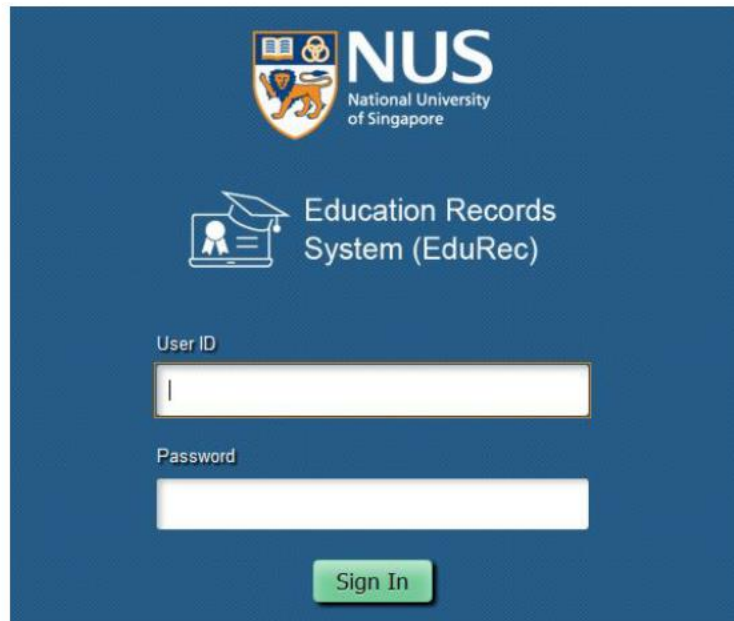 NUS
National University
of Singapore
Education Records
System (EduRec)
User ID
Password
Sign In